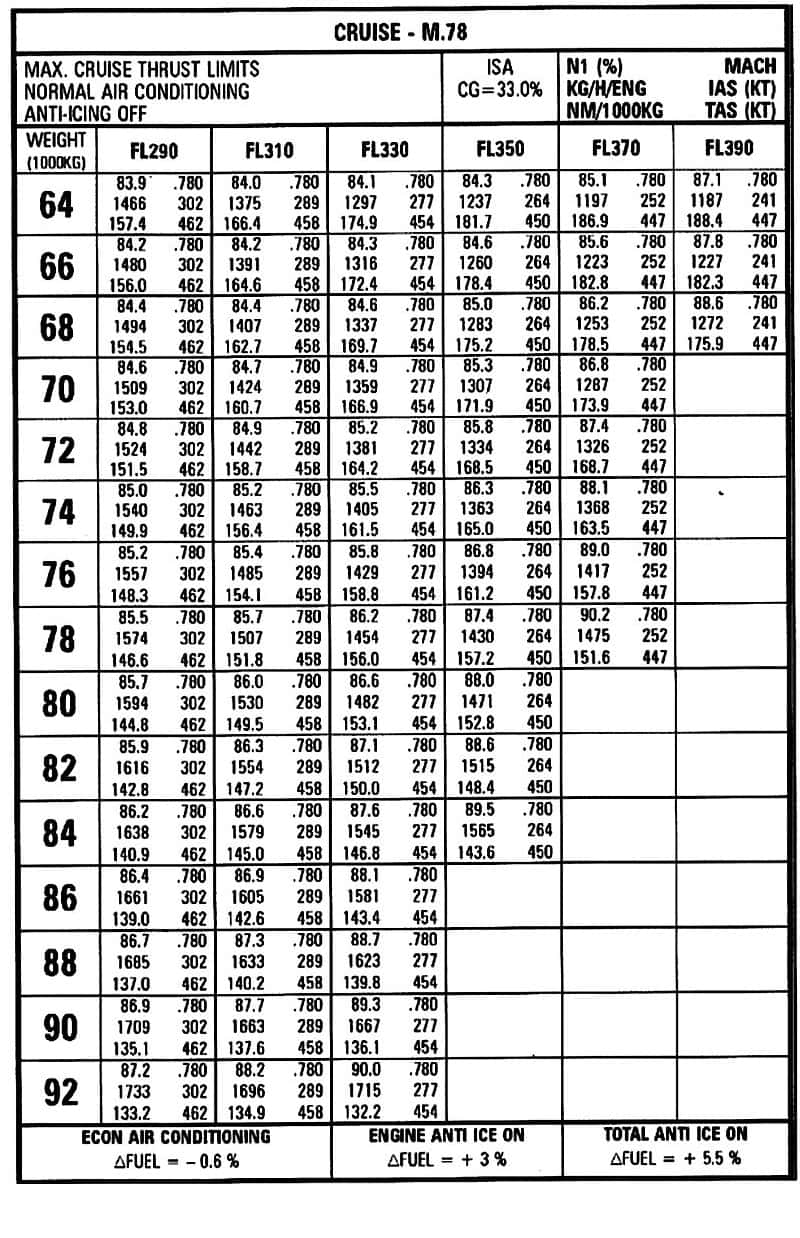 CRUISE - M.78
MAX. CRUISE THRUST LIMITS ISA N1 (%) MACH
NORMAL AIR CONDITIONING CG=33.0% KG/H/ENG IAS (KT)
ANTI-ICING OFF NM/1000KG TAS (KT)
WEIGHT (1000KG) FL290 FL310 FL330 FL350 FL370 FL390
83.9 .780 84.0 .780 84.1 .780 84.3 .780 85.1 .780 87.1 .780
64 1466 302 1375 289 1297 277 1237 264 1197 252 1187 241
157.4 462 166.4 458 174.9 454 181.7 450 186.9 447 188.4 447
84.2 .780 84.2 .780 84.3 .780 84.6 .780 85.6 .780 87.8 .780
66 1480 302 1391 289 1316 277 1260 264 1223 252 1227 241
156.0 462 164.6 458 172.4 454 178.4 450 182.8 447 182.3 447
84.4 .780 84.4 .780 84.6 .780 85.0 .780 86.2 .780 88.6 .780
68 1494 302 1407 289 1337 277 1283 264 1253 252 1272 241
154.5 462 162.7 458 169.7 454 175.2 450 178.5 447 175.9 447
84.6 .780 84.7 .780 84.9 .780 85.3 .780 86.8 .780
70 1509 302 1424 289 1359 277 1307 264 1287 252
153.0 462 160.7 458 166.9 454 171.9 450 173.9 447
84.8 .780 84.9 .780 85.2 .780 85.8 .780 87.4 .780
72 1524 302 1442 289 1381 277 1334 264 1326 252
151.5 462 158.7 458 164.2 454 168.5 450 168.7 447
85.0 .780 85.2 .780 85.5 .780 86.3 .780 88.1 .780
74 1540 302 1463 289 1405 277 1363 264 1368 252
149.9 462 156.4 458 161.5 454 165.0 450 163.5 447
85.2 .780 85.4 .780 85.8 .780 86.8 .780 89.0 .780
76 1557 302 1485 289 1429 277 1394 264 1417 252
148.3 462 154.1 458 158.8 454 161.2 450 157.8 447
85.5 .780 85.7 .780 86.2 .780 87.4 .780 90.2 .780
78 1574 302 1507 289 1454 277 1430 264 1475 252
146.6 462 151.8 458 156.0 454 157.2 450 151.6 447
85.7 .780 86.0 .780 86.6 .780 88.0 .780
80 1594 302 1530 289 1482 277 1471 264
144.8 462 149.5 458 153.1 454 152.8 450
85.9 .780 86.3 .780 87.1 .780 88.6 .780
82 1616 302 1554 289 1512 277 1515 264
142.8 462 147.2 458 150.0 454 148.4 450
86.2 .780 86.6 .780 87.6 .780 89.5 .780
84 1638 302 1579 289 1545 277 1565 264
140.9 462 145.0 458 146.8 454 143.6 450
86.4 .780 86.9 .780 88.1 .780
86 1661 302 1605 289 1581 277
139.0 462 142.6 458 143.4 454
86.7 .780 87.3 .780 88.7 .780
88 1685 302 1633 289 1623 277
137.0 462 140.2 458 139.8 454
86.9 .780 87.7 .780 89.3 .780
90 1709 302 1663 289 1667 277
135.1 462 137.6 458 136.1 454
87.2 .780 88.2 .780 90.0 .780
92 1733 302 1696 289 1715 277
133.2 462 134.9 458 132.2 454
ECON AIR CONDITIONING ENGINE ANTI ICE ON TOTAL ANTI ICE ON
△FUEL = - 0.6 % △FUEL = + 3 % △FUEL = + 5.5 %